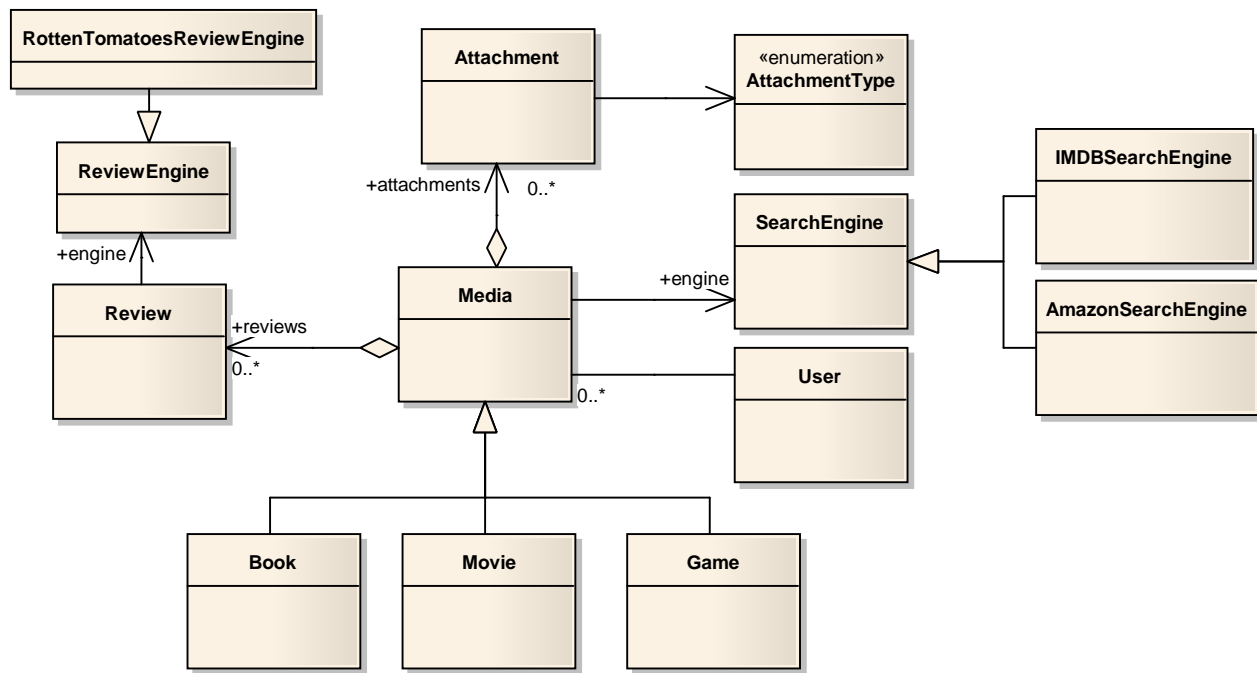 RottenTomatoesReviewEngine
Attachment
«enumeration»
AttachmentType
ReviewEngine
+attachments
0..*
IMDBSearchEngine
SearchEngine
+engine
+engine
Media
Review
+reviews
0..*
AmazonSearchEngine
User
0..*
Book
Movie
Game